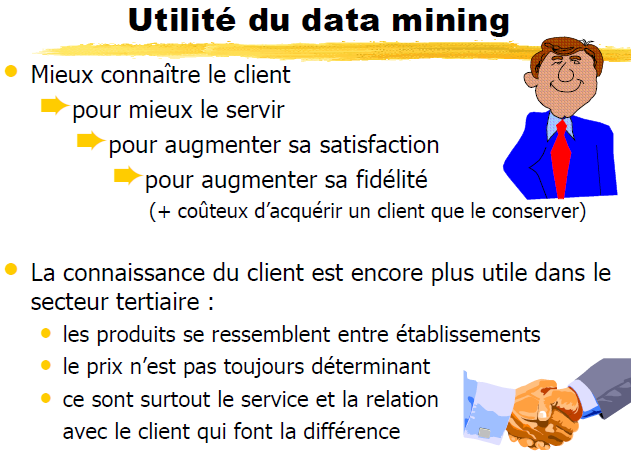 Utilité du data mining
Mieux connaître le client
pour mieux le servir
pour augmenter sa satisfaction
pour augmenter sa fidélité
(+ coûteux d'acquérir un client que le conserver)
La connaissance du client est encore plus utile dans le
secteur tertiaire :
les produits se ressemblent entre établissements
le prix n'est pas toujours déterminant
ce sont surtout le service et la relation
avec le client qui font la différence